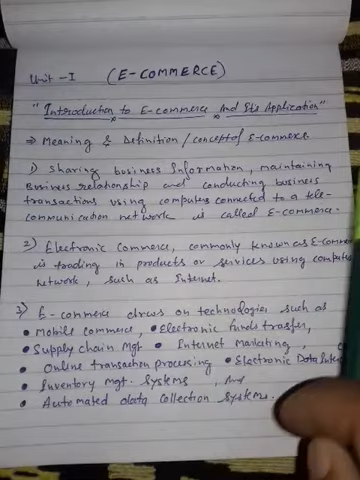 Unit - I (E-COMMERCE)
"Introduction to E-commerce and Its Application"
⇒ Meaning & Definition / concept of E-commerce.
1) Sharing business Information, maintaining
Business relationship and conducting business
transactions using computers connected to a tele-
communication network is called E-commerce.
2) Electronic Commerce, commonly known as E-comme
is trading in products or services using compute
network, such as Internet.
3) E-commerce draws on technologies such as
• Mobile commerce, • Electronic funds transfer,
• Supply chain Mgt • Internet Marketing,
• Online transaction processing • Electronic Data Inter
• Inventory Mgt. Systems, And
• Automated data collection systems.